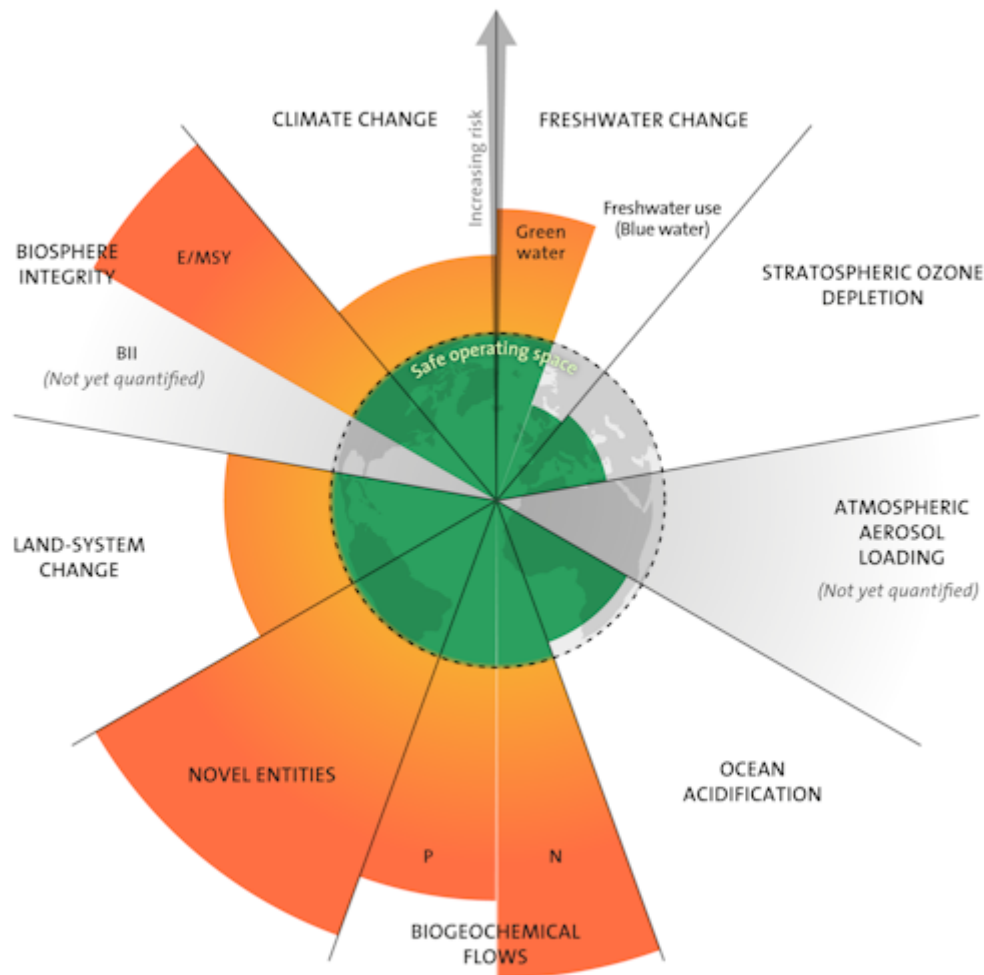 CLIMATE CHANGE
Increasing risk
FRESHWATER CHANGE
Green
water
Freshwater use
(Blue water)
BIOSPHERE
INTEGRITY
E/MSY
STRATOSPHERIC OZONE
DEPLETION
BII
(Not yet quantified)
Safe operating space
LAND-SYSTEM
CHANGE
ATMOSPHERIC
AEROSOL
LOADING
(Not yet quantified)
NOVEL ENTITIES
OCEAN
ACIDIFICATION
P
N
BIOGEOCHEMICAL
FLOWS